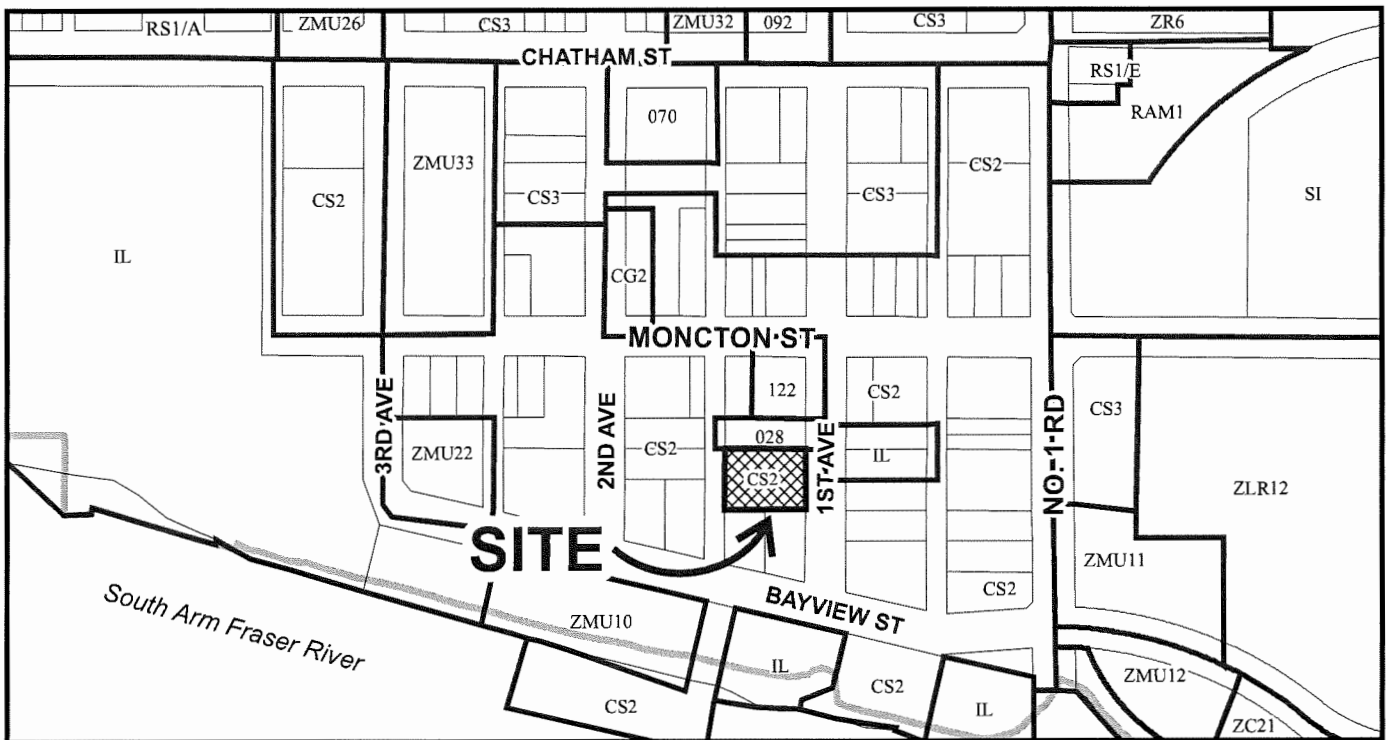 RS1/A
ZMU26
CS3
ZMU32
092
CS3
ZR6
CHATHAM ST
RS1/E
RAM1
070
ZMU33
CS2
CS3
CS3
CS2
SI
IL
CG2
MONCTON ST
122
CS2
3RD AVE
2ND AVE
1ST AVE
NO. 1 RD
CS3
028
ZMU22
CS2
IL
CS2
ZLR12
SITE
ZMU11
CS2
BAYVIEW ST
South Arm Fraser River
ZMU10
IL
CS2
ZMU12
CS2
IL
ZC21